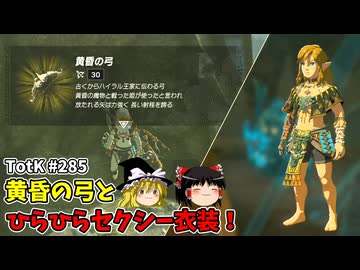 黄昏の弓
30
古くからハイラル王家に伝わる弓
黄昏の魔物と戦った姫が使ったと思われ
放たれる矢は力強く 長い射程を誇る
TotK #285
黄昏の弓と
ひらひらセクシー衣装！